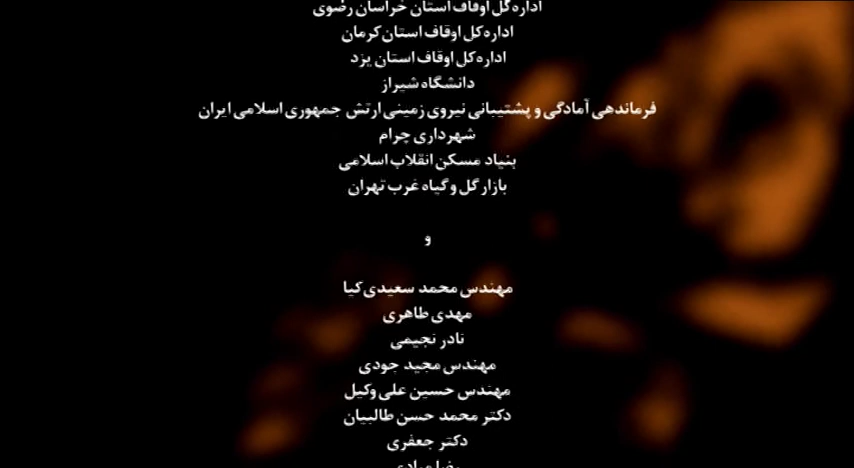 اداره‌کل اوقاف استان خراسان رضوی
اداره‌کل اوقاف استان کرمان
اداره‌کل اوقاف استان یزد
دانشگاه شیراز
فرماندهی آمادگی و پشتیبانی نیروی زمینی ارتش جمهوری اسلامی ایران
شهرداری چرام
بنیاد مسکن انقلاب اسلامی
بازار گل و گیاه غرب تهران
و
مهندس محمد سعیدی‌کیا
مهدی طاهری
نادر نجیمی
مهندس مجید جودی
مهندس حسین علی وکیل
دکتر محمد حسن طالبیان
دکتر جعفری
رضا